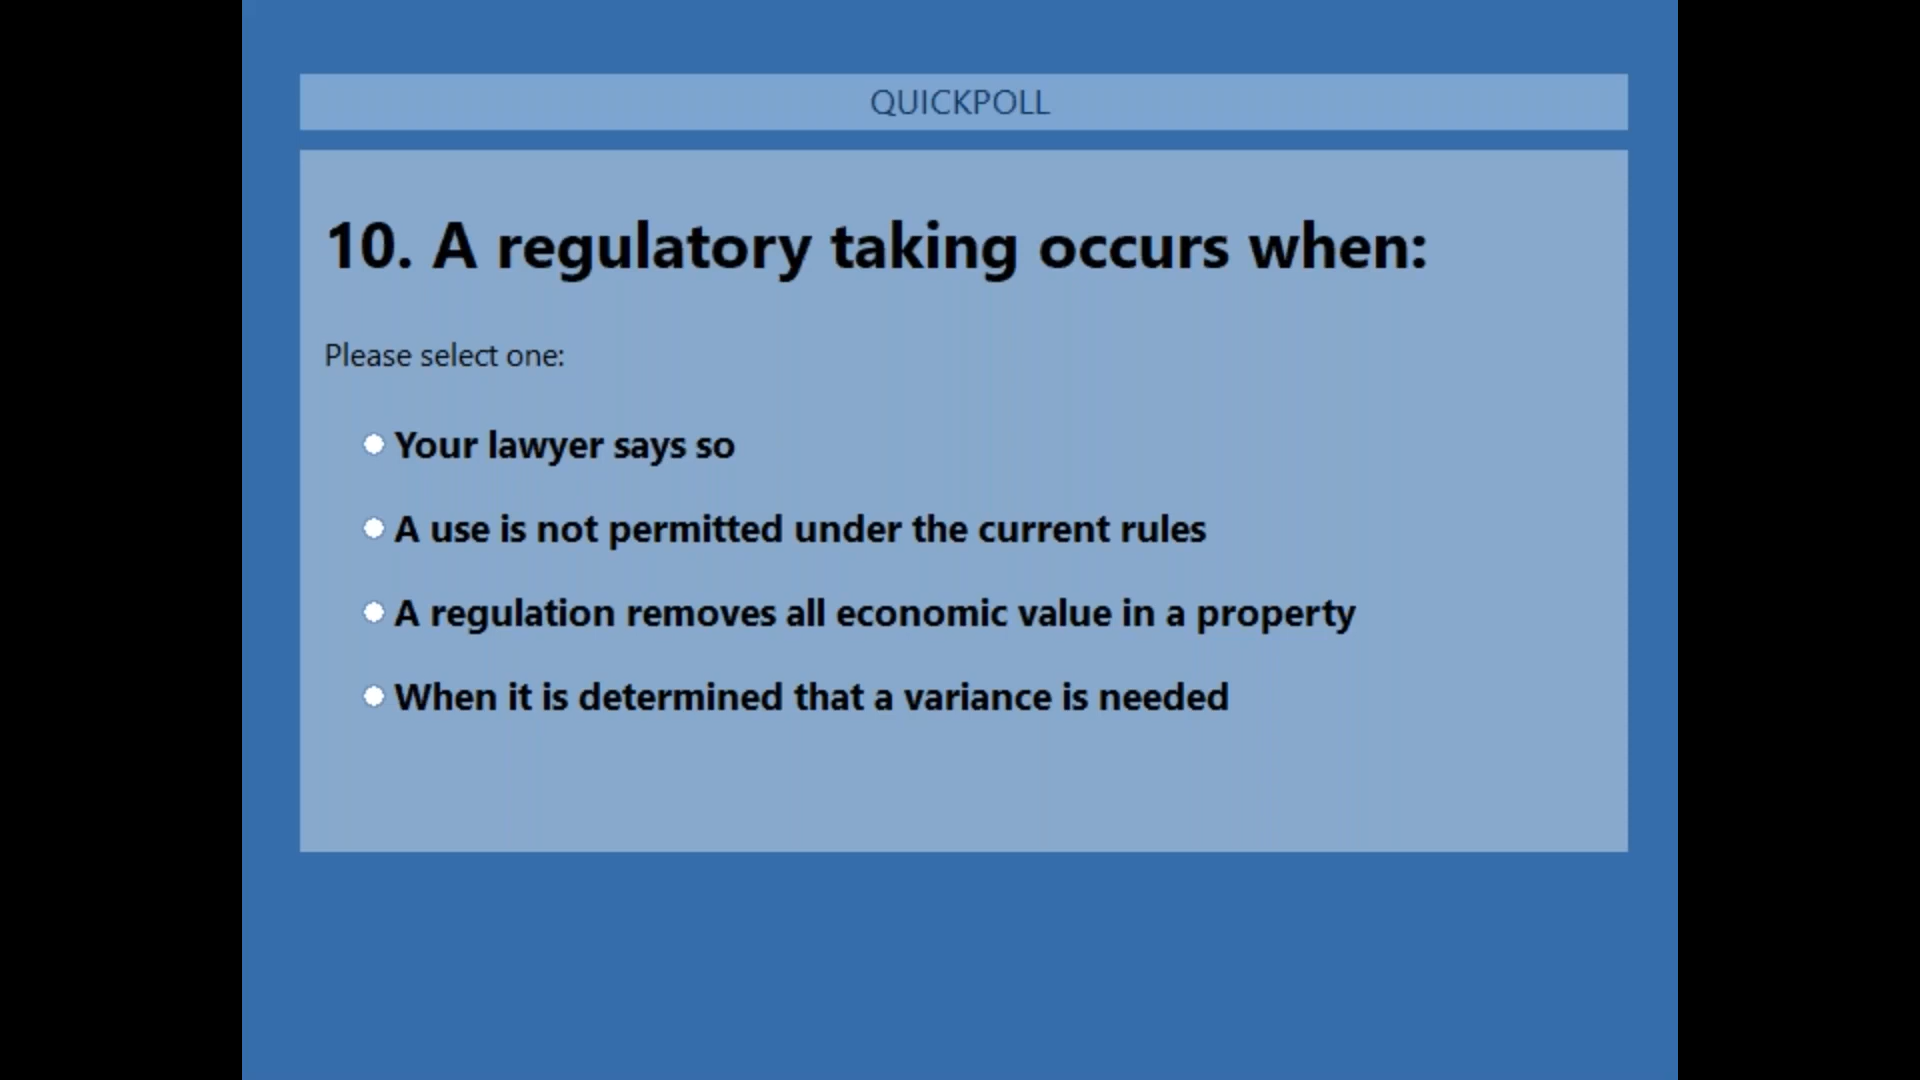 QUICKPOLL
10. A regulatory taking occurs when:
Please select one:
Your lawyer says so
A use is not permitted under the current rules
A regulation removes all economic value in a property
When it is determined that a variance is needed